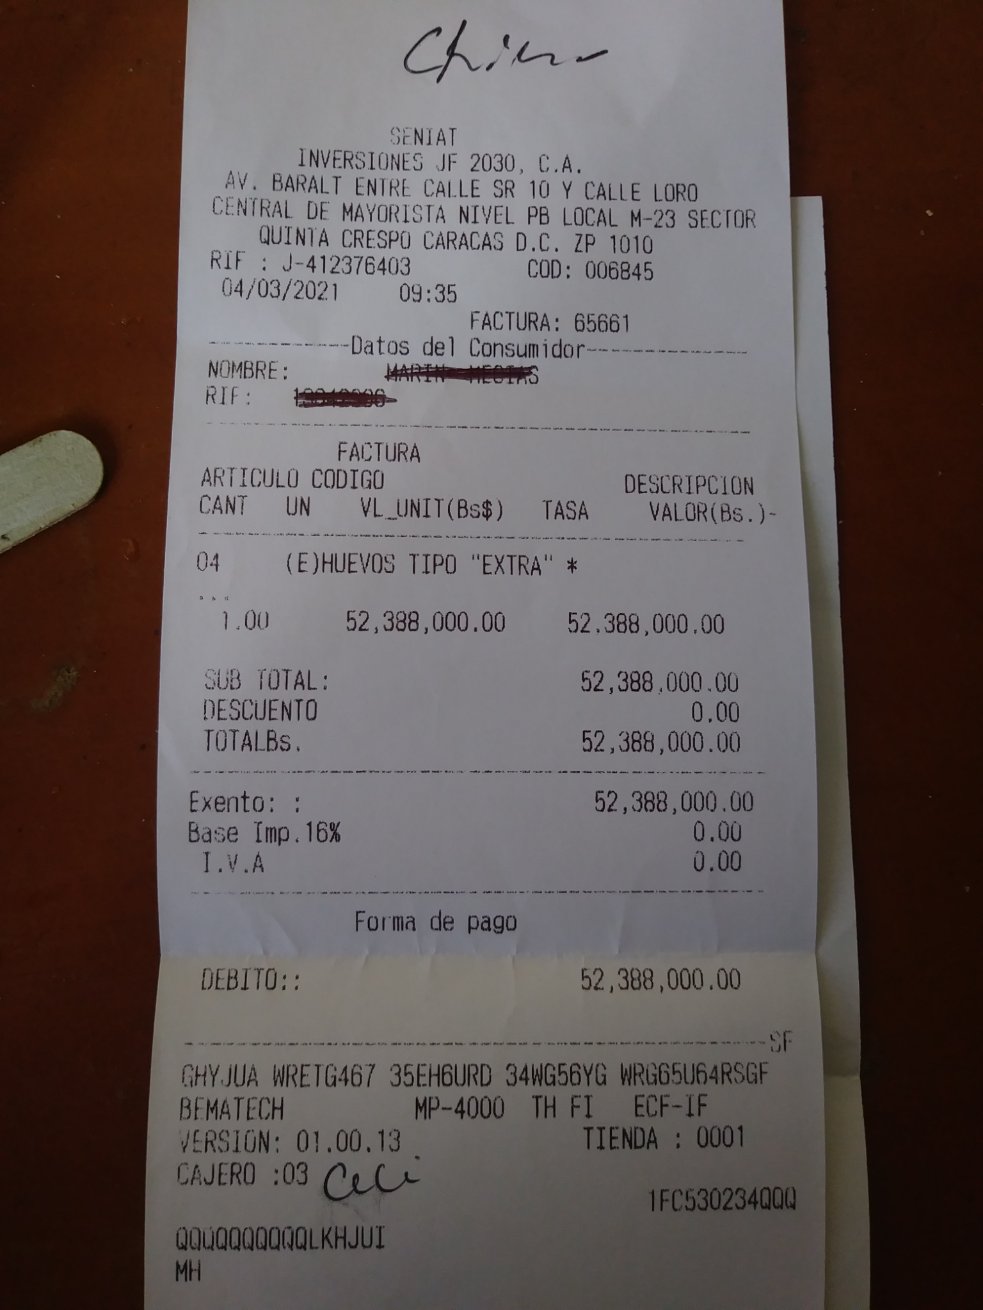 SENIAT
INVERSIONES JF 2030, C.A.
AV. BARALT ENTRE CALLE SR 10 Y CALLE LORO
CENTRAL DE MAYORISTA NIVEL PB LOCAL M-23 SECTOR
QUINTA CRESPO CARACAS D.C. ZP 1010
RIF : J-412376403 COD: 006845
04/03/2021 09:35
FACTURA: 65661
Datos del Consumidor
NOMBRE:
RIF:
FACTURA
ARTICULO CODIGO DESCRIPCION
CANT UN VL_UNIT(Bs$) TASA VALOR(Bs.)-
04 (E)HUEVOS TIPO "EXTRA" *
...
1.00 52,388,000.00 52.388,000.00
SUB TOTAL: 52,388,000.00
DESCUENTO 0.00
TOTALBs. 52,388,000.00
Exento: : 52,388,000.00
Base Imp.16% 0.00
I.V.A 0.00
Forma de pago
DEBITO:: 52,388,000.00
SF
GHYJUA WRETG467 35EH6URD 34WG56YG WRG65U64RSGF
BEMATECH MP-4000 TH FI ECF-IF
VERSION: 01.00.13 TIENDA : 0001
CAJERO :03 Ceci
1FC530234QQQ
QQUQQQQQQQLKHJUI
MH